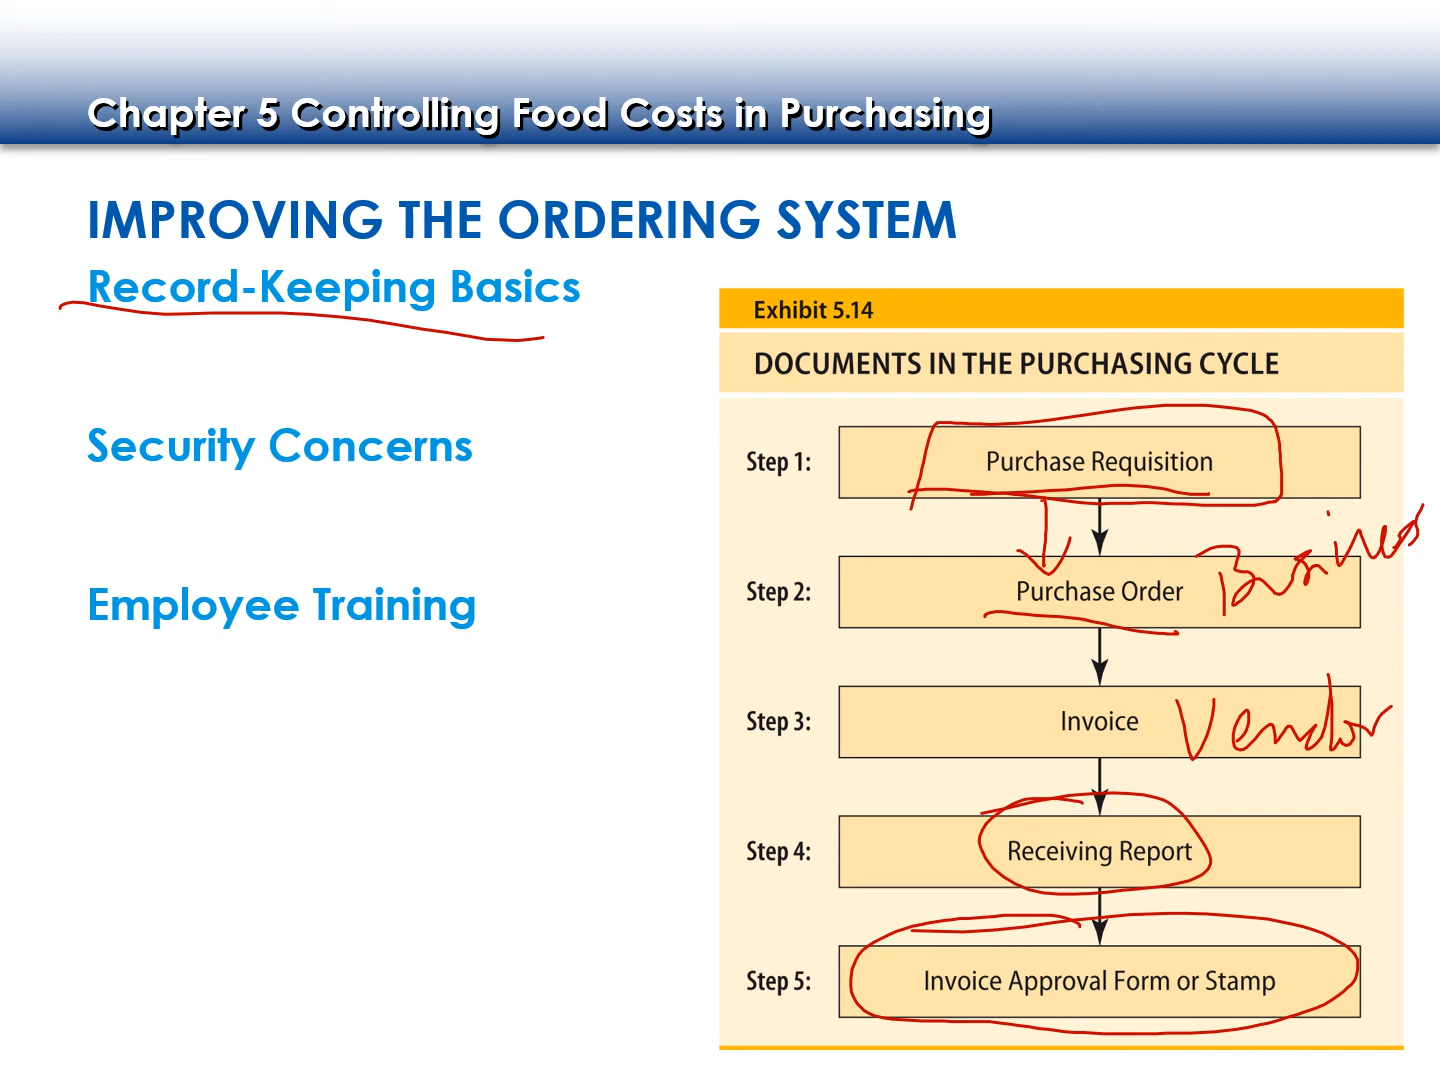 Chapter 5 Controlling Food Costs in Purchasing
IMPROVING THE ORDERING SYSTEM
Record-Keeping Basics
Security Concerns
Employee Training
Exhibit 5.14
DOCUMENTS IN THE PURCHASING CYCLE
Step 1: Purchase Requisition
Step 2: Purchase Order Business
Step 3: Invoice Vendor
Step 4: Receiving Report
Step 5: Invoice Approval Form or Stamp